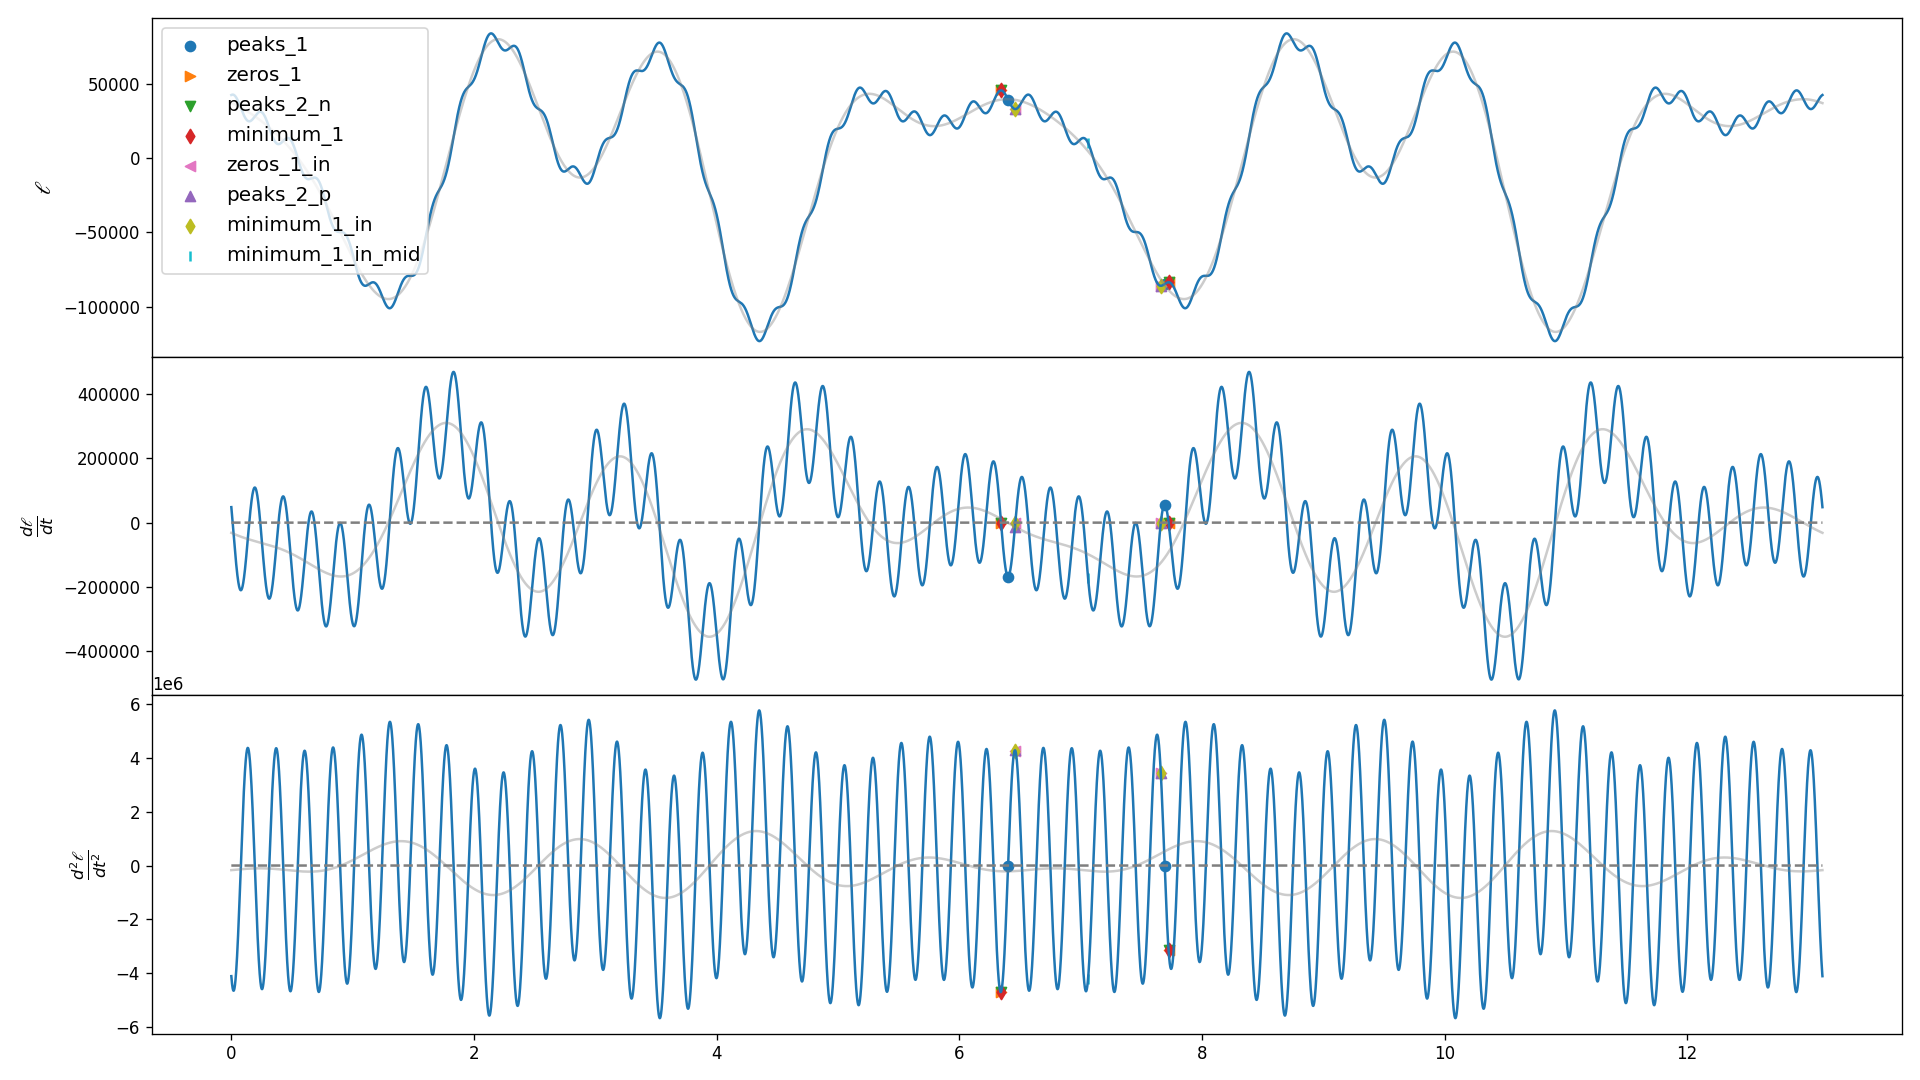 peaks_1
zeros_1
peaks_2_n
minimum_1
zeros_1_in
peaks_2_p
minimum_1_in
minimum_1_in_mid
50000
0
−50000
−100000
ℓ
400000
200000
0
−200000
−400000
dℓ
dt
1e6
6
4
2
0
−2
−4
−6
d²ℓ
dt²
0 2 4 6 8 10 12